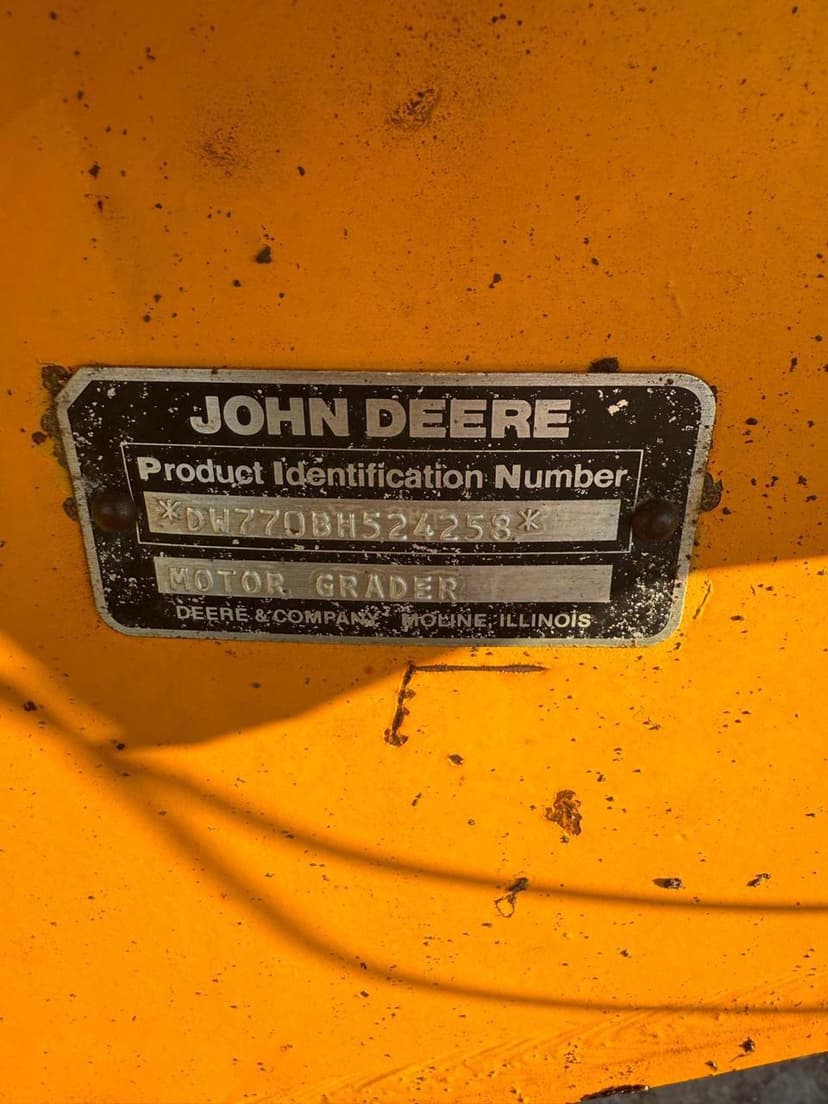 JOHN DEERE
Product Identification Number
*DW770BH524258*
MOTOR GRADER
DEERE & COMPANY MOLINE, ILLINOIS